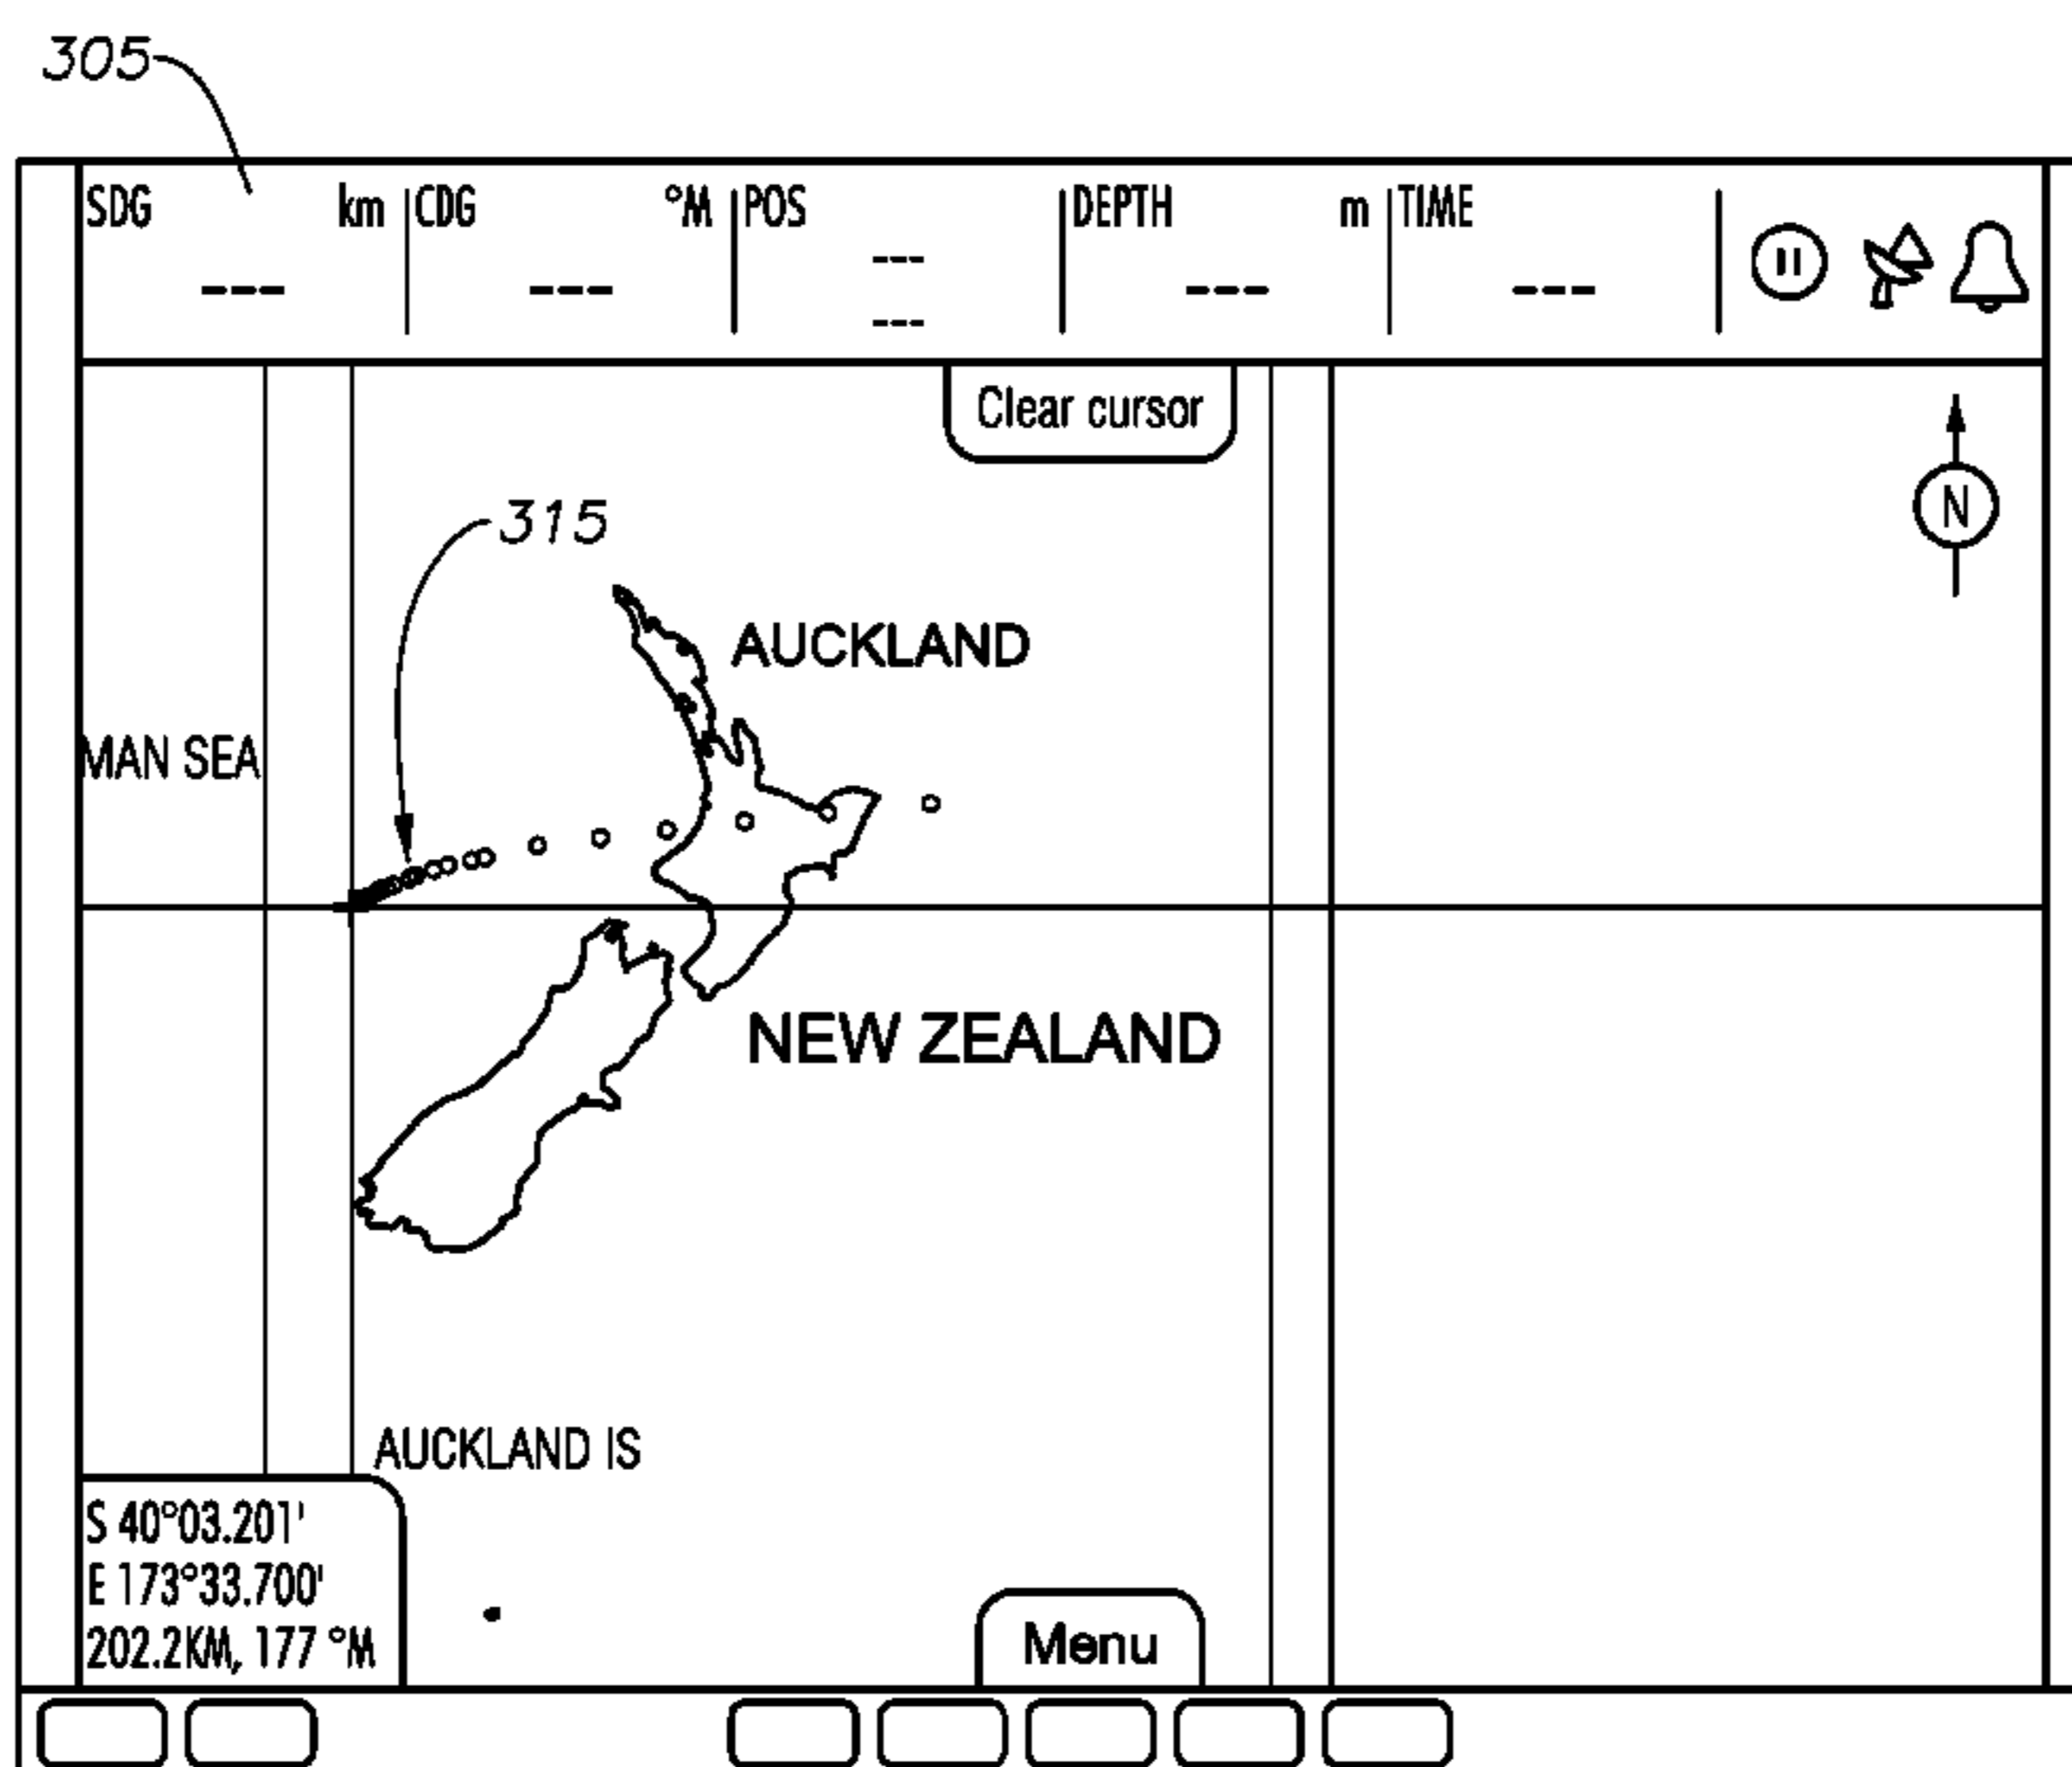 305
SDG km CDG °M POS DEPTH m TIME
--- --- --- --- ---
---
Clear cursor
N
315
AUCKLAND
MAN SEA
NEW ZEALAND
AUCKLAND IS
S 40°03.201'
E 173°33.700'
202.2KM, 177 °M
Menu